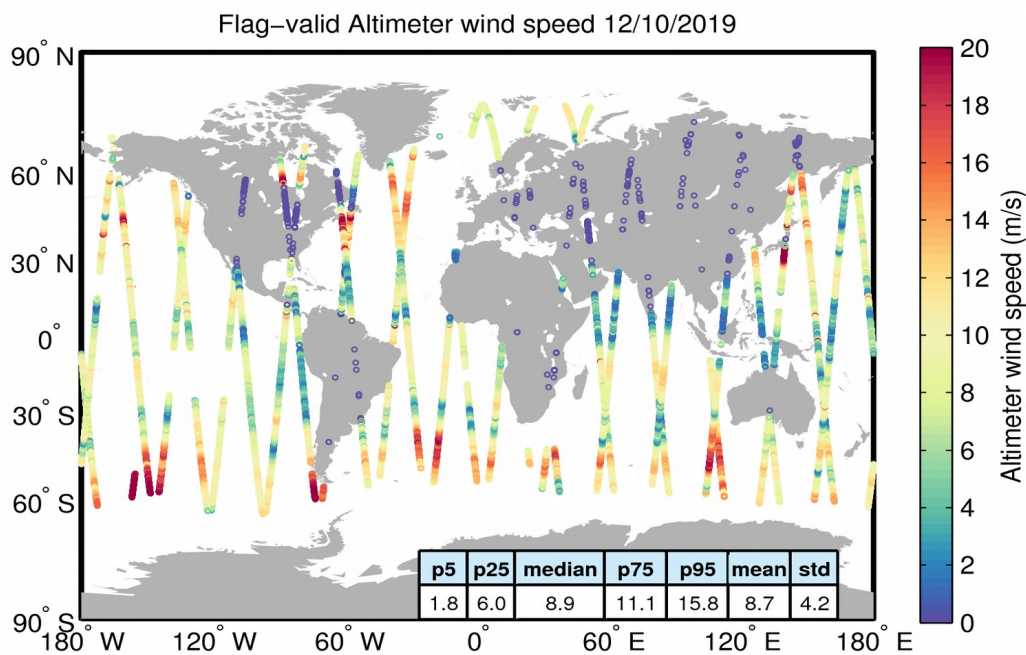 Flag-valid Altimeter wind speed 12/10/2019
90° N
60° N
30° N
0°
30° S
60° S
90° S
180° W
120° W
60° W
0°
60° E
120° E
180° E
p5 p25 median p75 p95 mean std
1.8 6.0 8.9 11.1 15.8 8.7 4.2
20
18
16
14
12
10
8
6
4
2
0
Altimeter wind speed (m/s)